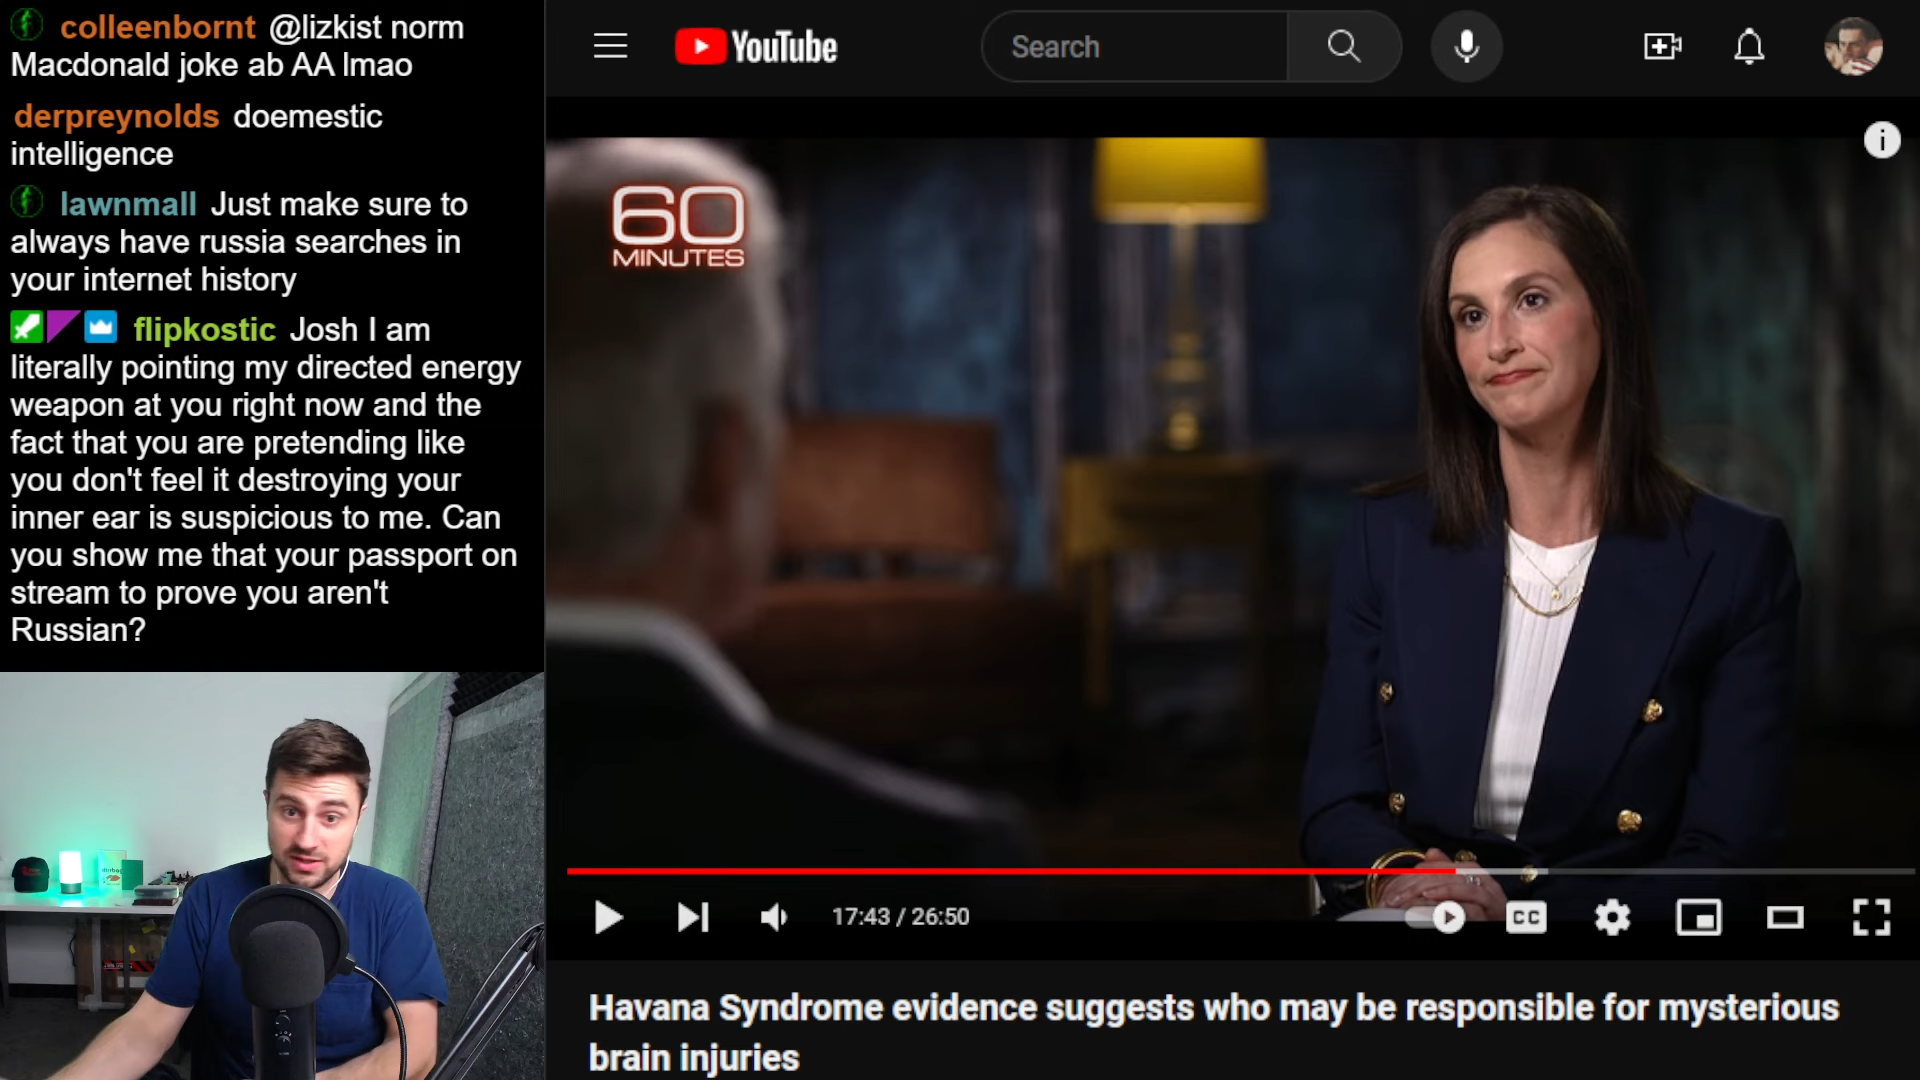 colleenbornt @lizkist norm
Macdonald joke ab AA lmao
derpreynolds doemestic
intelligence
lawnmall Just make sure to
always have russia searches in
your internet history
flipkostic Josh I am
literally pointing my directed energy
weapon at you right now and the
fact that you are pretending like
you don't feel it destroying your
inner ear is suspicious to me. Can
you show me that your passport on
stream to prove you aren't
Russian?
YouTube
Search
60
MINUTES
17:43 / 26:50
CC
Havana Syndrome evidence suggests who may be responsible for mysterious
brain injuries